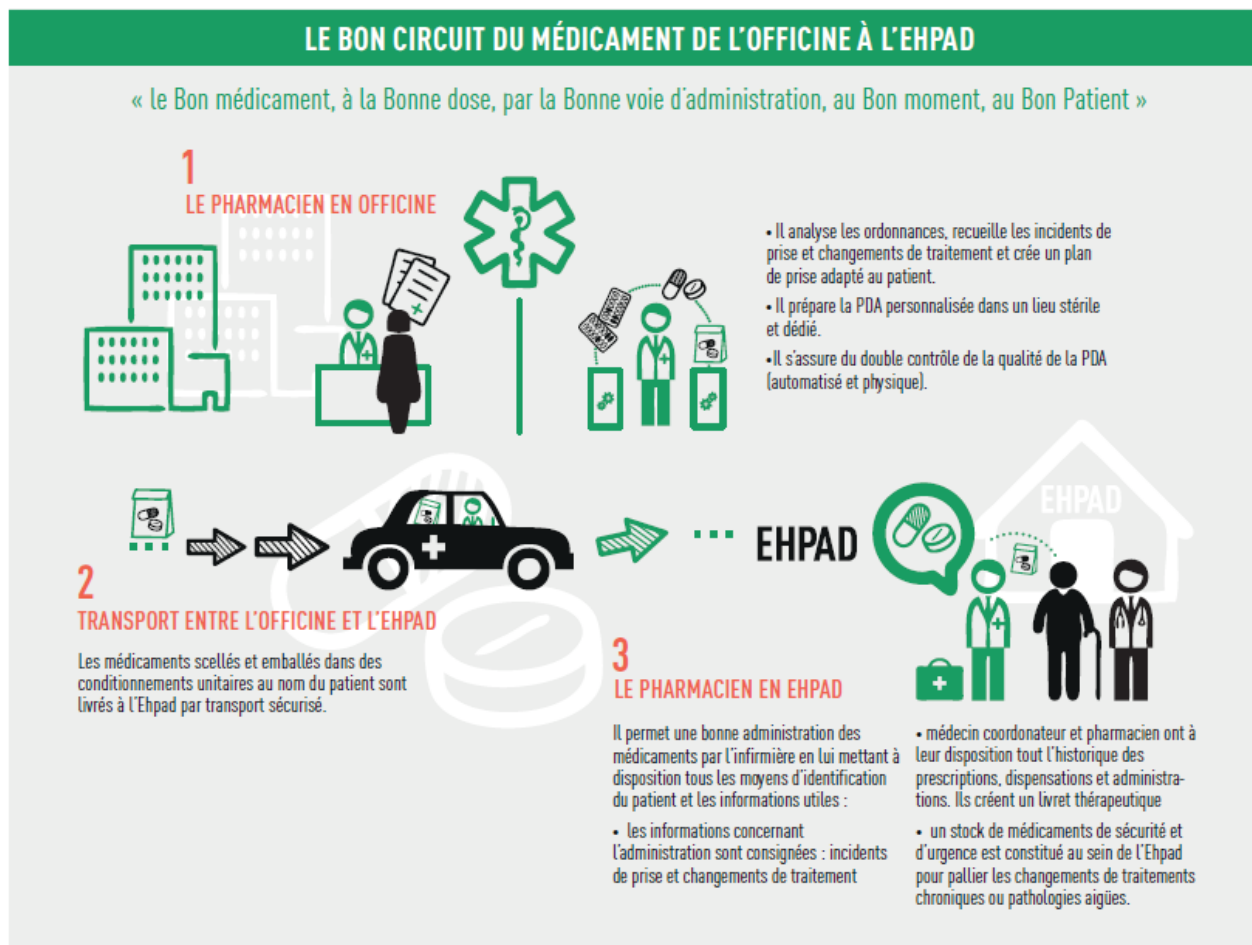 LE BON CIRCUIT DU MÉDICAMENT DE L'OFFICINE À L'EHPAD
« le Bon médicament, à la Bonne dose, par la Bonne voie d'administration, au Bon moment, au Bon Patient »
1
LE PHARMACIEN EN OFFICINE
• Il analyse les ordonnances, recueille les incidents de
prise et changements de traitement et crée un plan
de prise adapté au patient.
• Il prépare la PDA personnalisée dans un lieu stérile
et dédié.
•Il s'assure du double contrôle de la qualité de la PDA
(automatisé et physique).
EHPAD
EHPAD
2
TRANSPORT ENTRE L'OFFICINE ET L'EHPAD
Les médicaments scellés et emballés dans des
conditionnements unitaires au nom du patient sont
livrés à l'Ehpad par transport sécurisé.
3
LE PHARMACIEN EN EHPAD
Il permet une bonne administration des
médicaments par l'infirmière en lui mettant à
disposition tous les moyens d'identification
du patient et les informations utiles :
• les informations concernant
l'administration sont consignées : incidents
de prise et changements de traitement
• médecin coordonateur et pharmacien ont à
leur disposition tout l'historique des
prescriptions, dispensations et administra-
tions. Ils créent un livret thérapeutique
• un stock de médicaments de sécurité et
d'urgence est constitué au sein de l'Ehpad
pour pallier les changements de traitements
chroniques ou pathologies aigües.